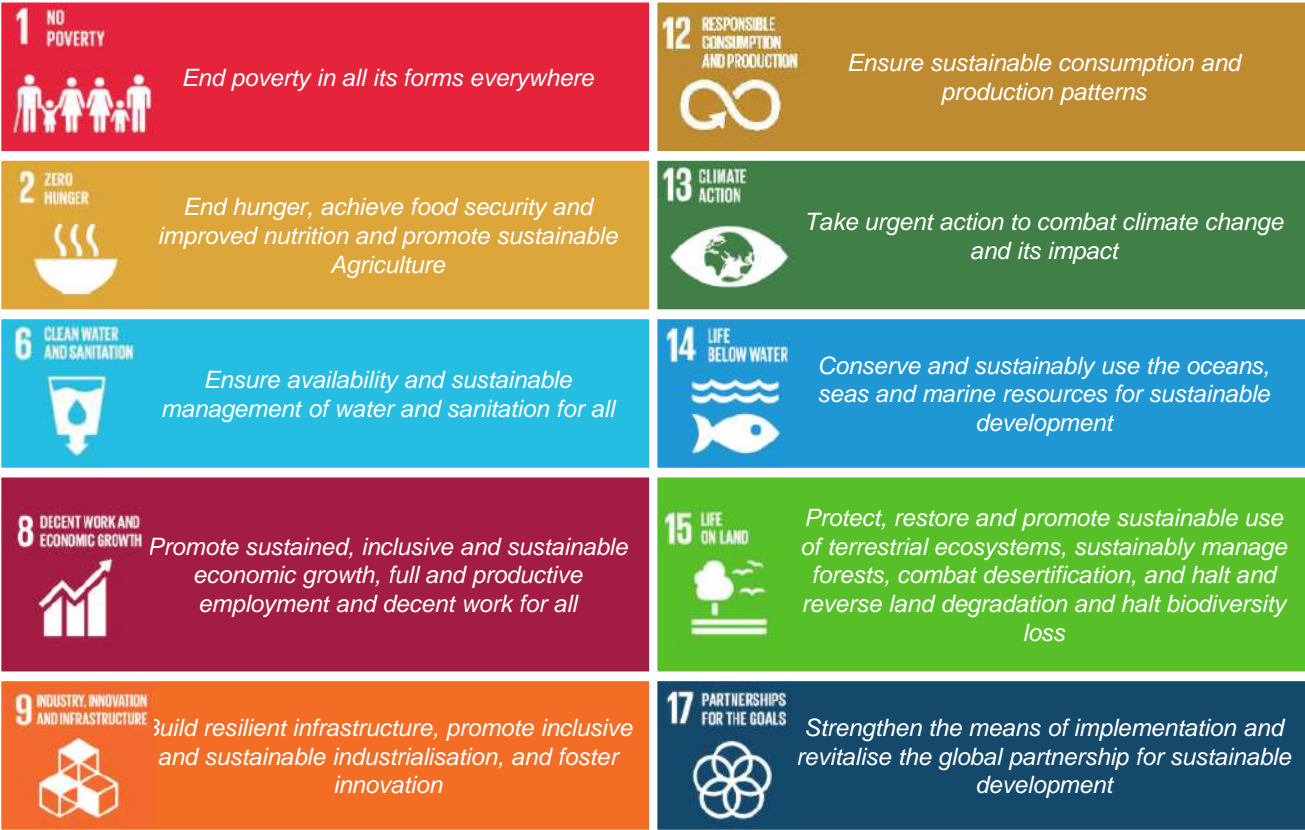 1 NO
POVERTY
End poverty in all its forms everywhere
2 ZERO
HUNGER
End hunger, achieve food security and
improved nutrition and promote sustainable
Agriculture
6 CLEAN WATER
AND SANITATION
Ensure availability and sustainable
management of water and sanitation for all
8 DECENT WORK AND
ECONOMIC GROWTH
Promote sustained, inclusive and sustainable
economic growth, full and productive
employment and decent work for all
9 INDUSTRY, INNOVATION
AND INFRASTRUCTURE
Build resilient infrastructure, promote inclusive
and sustainable industrialisation, and foster
innovation
12 RESPONSIBLE
CONSUMPTION
AND PRODUCTION
Ensure sustainable consumption and
production patterns
13 CLIMATE
ACTION
Take urgent action to combat climate change
and its impact
14 LIFE
BELOW WATER
Conserve and sustainably use the oceans,
seas and marine resources for sustainable
development
15 LIFE
ON LAND
Protect, restore and promote sustainable use
of terrestrial ecosystems, sustainably manage
forests, combat desertification, and halt and
reverse land degradation and halt biodiversity
loss
17 PARTNERSHIPS
FOR THE GOALS
Strengthen the means of implementation and
revitalise the global partnership for sustainable
development